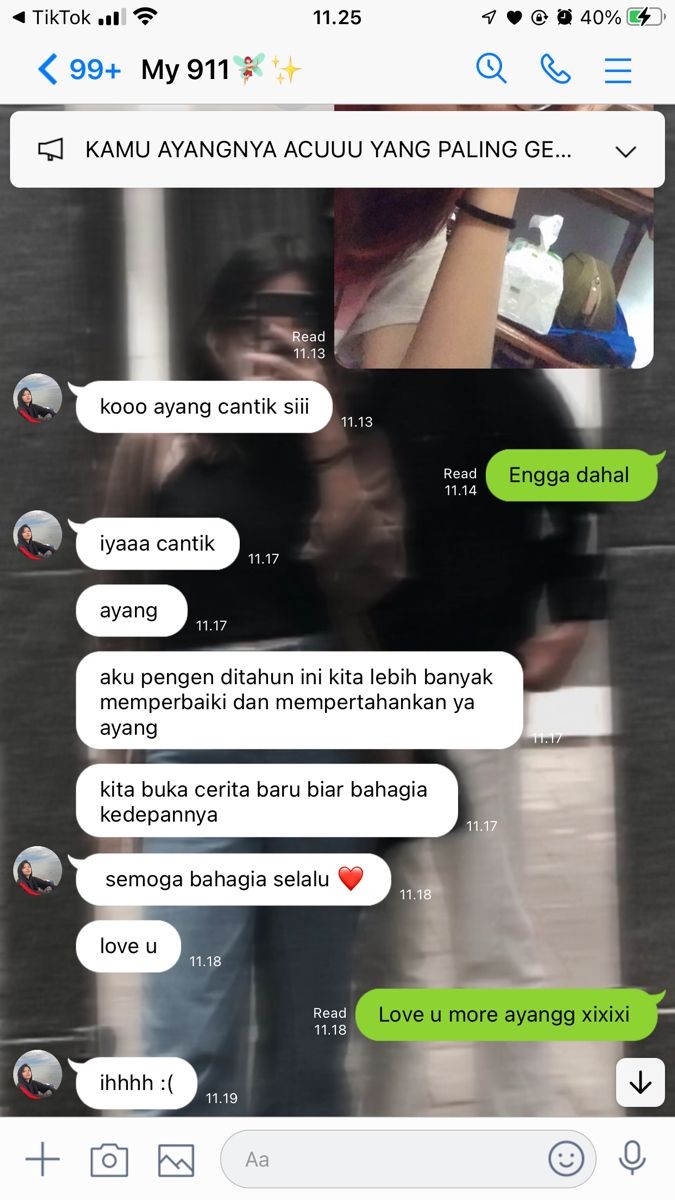 TikTok
11.25
40%
99+
My 911🧚✨
KAMU AYANGNYA ACUUU YANG PALING GE...
Read
11.13
kooo ayang cantik siii
11.13
Read
11.14
Engga dahal
iyaaa cantik
11.17
ayang
11.17
aku pengen ditahun ini kita lebih banyak
memperbaiki dan mempertahankan ya
ayang
11.17
kita buka cerita baru biar bahagia
kedepannya
11.17
semoga bahagia selalu ❤️
11.18
love u
11.18
Read
11.18
Love u more ayangg xixixi
ihhhh :(
11.19
Aa